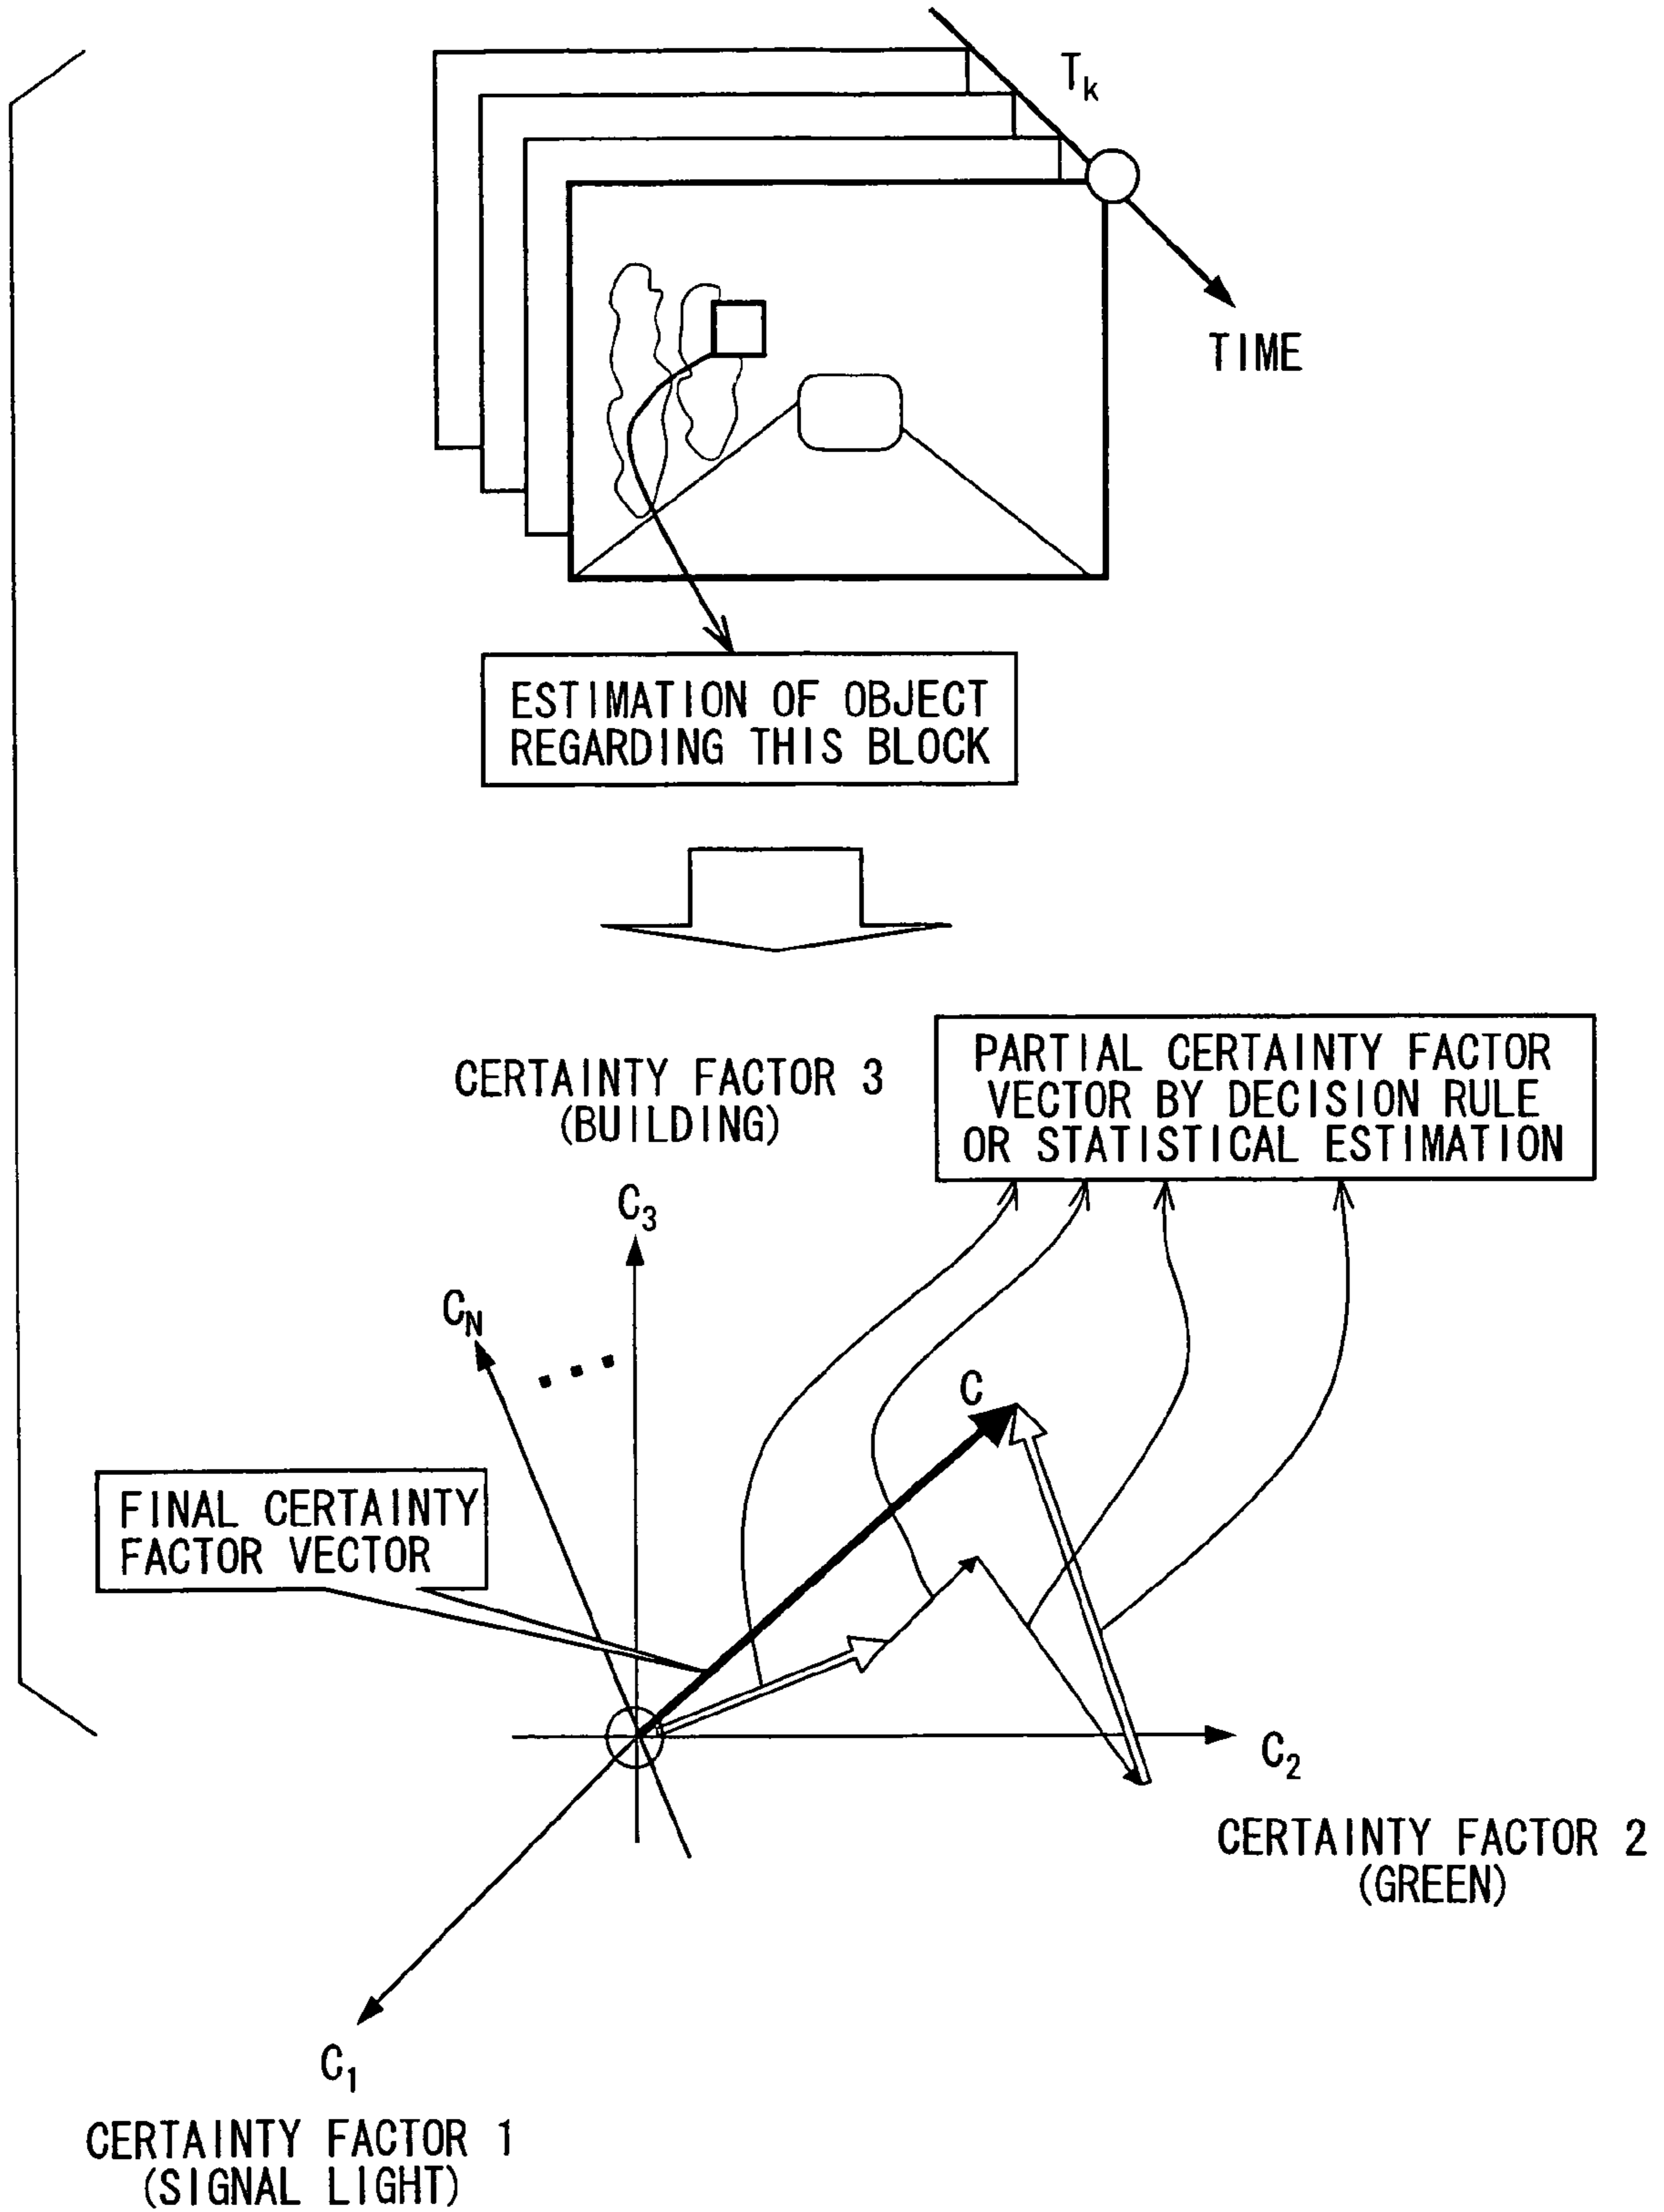 Tk
TIME
ESTIMATION OF OBJECT
REGARDING THIS BLOCK
CERTAINTY FACTOR 3
(BUILDING)
PARTIAL CERTAINTY FACTOR
VECTOR BY DECISION RULE
OR STATISTICAL ESTIMATION
C3
CN
C
FINAL CERTAINTY
FACTOR VECTOR
C2
CERTAINTY FACTOR 2
(GREEN)
C1
CERTAINTY FACTOR 1
(SIGNAL LIGHT)